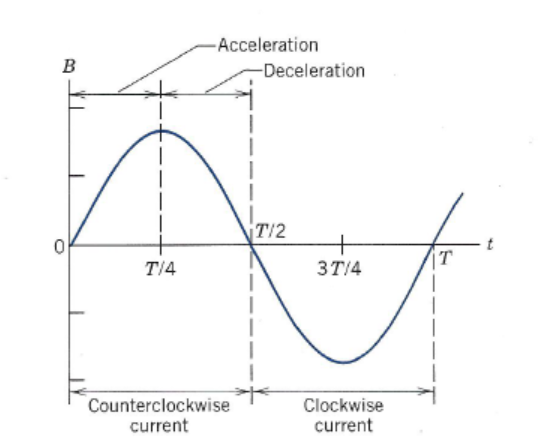 Acceleration
Deceleration
B
T/2
0
t
T/4
3T/4
T
Counterclockwise
current
Clockwise
current